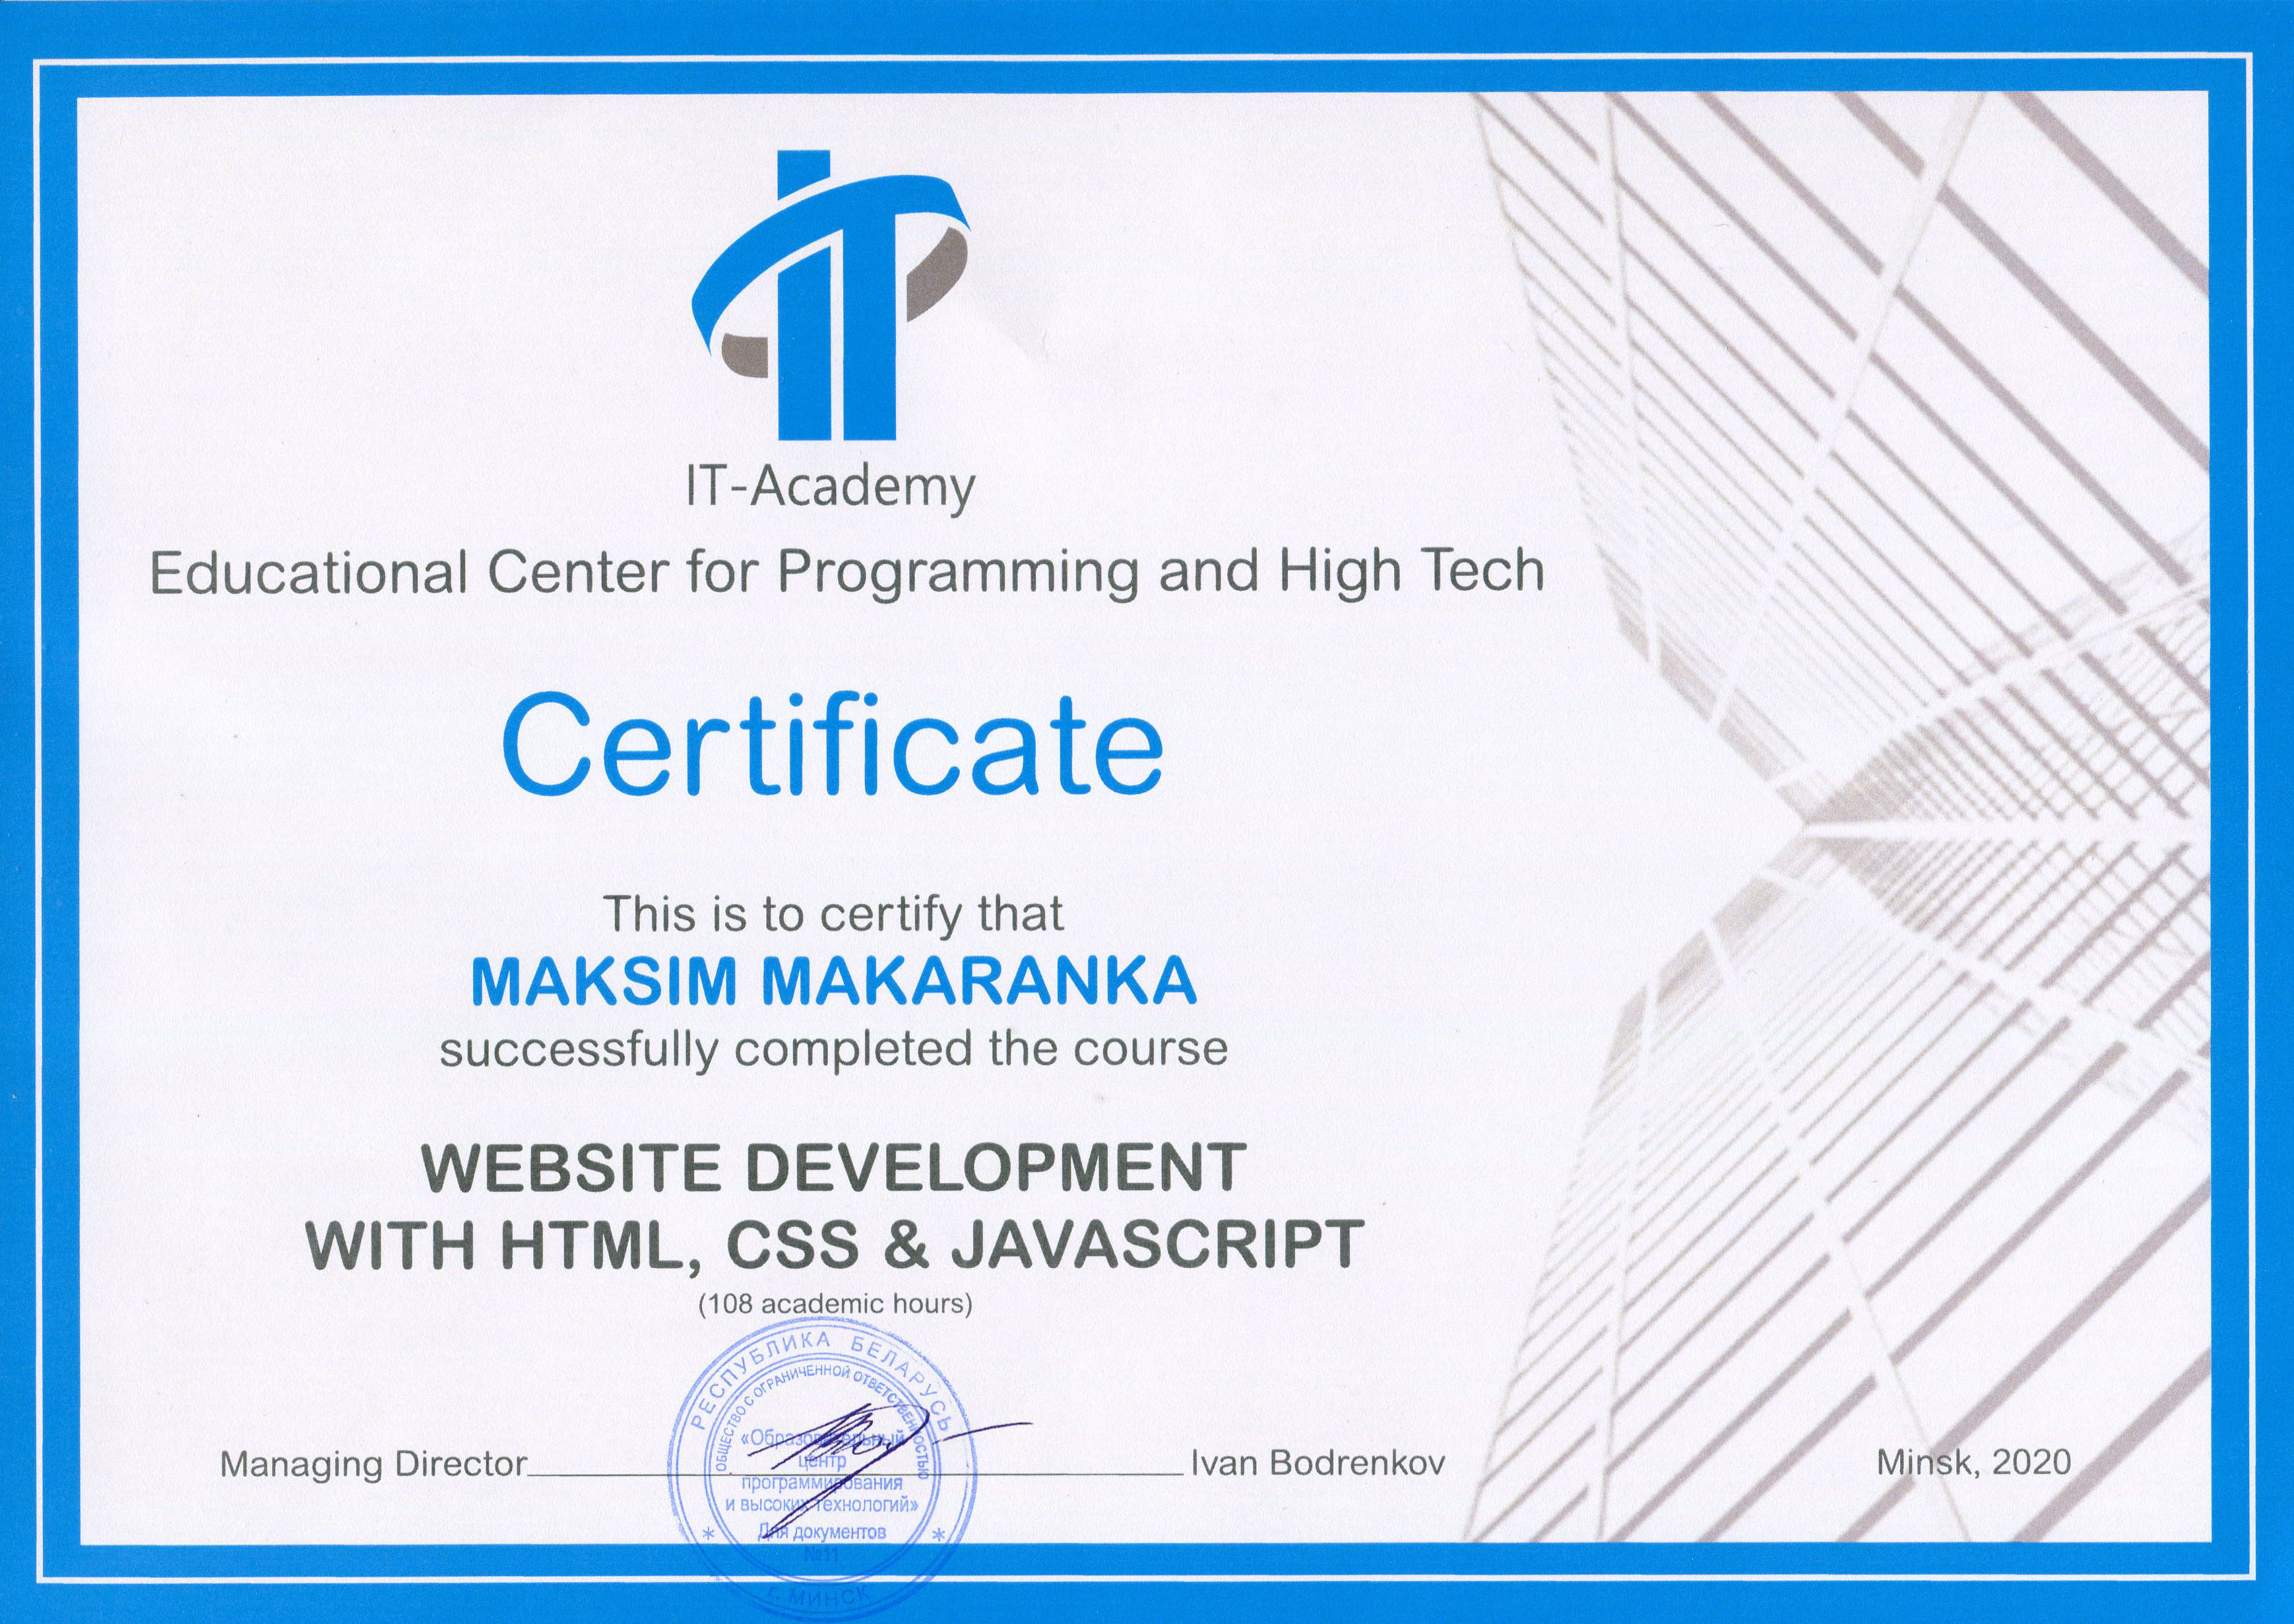 IT-Academy
Educational Center for Programming and High Tech
Certificate
This is to certify that
MAKSIM MAKARANKA
successfully completed the course
WEBSITE DEVELOPMENT
WITH HTML, CSS & JAVASCRIPT
(108 academic hours)
РЕСПУБЛИКА БЕЛАРУСЬ
ОБЩЕСТВО С ОГРАНИЧЕННОЙ ОТВЕТСТВЕННОСТЬЮ
«Образовательный
центр
программирования
и высоких технологий»
Для документов
№11
г. МИНСК
Managing Director Ivan Bodrenkov Minsk, 2020